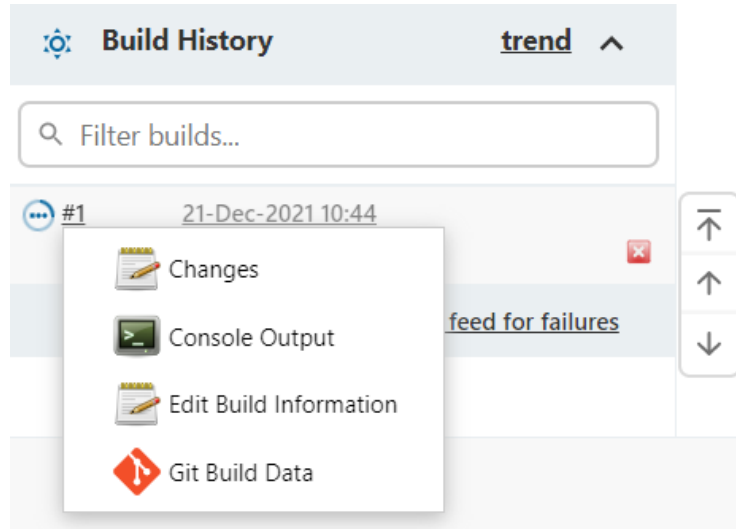 Build History trend
Filter builds...
#1 21-Dec-2021 10:44
Changes
feed for failures
Console Output
Edit Build Information
Git Build Data